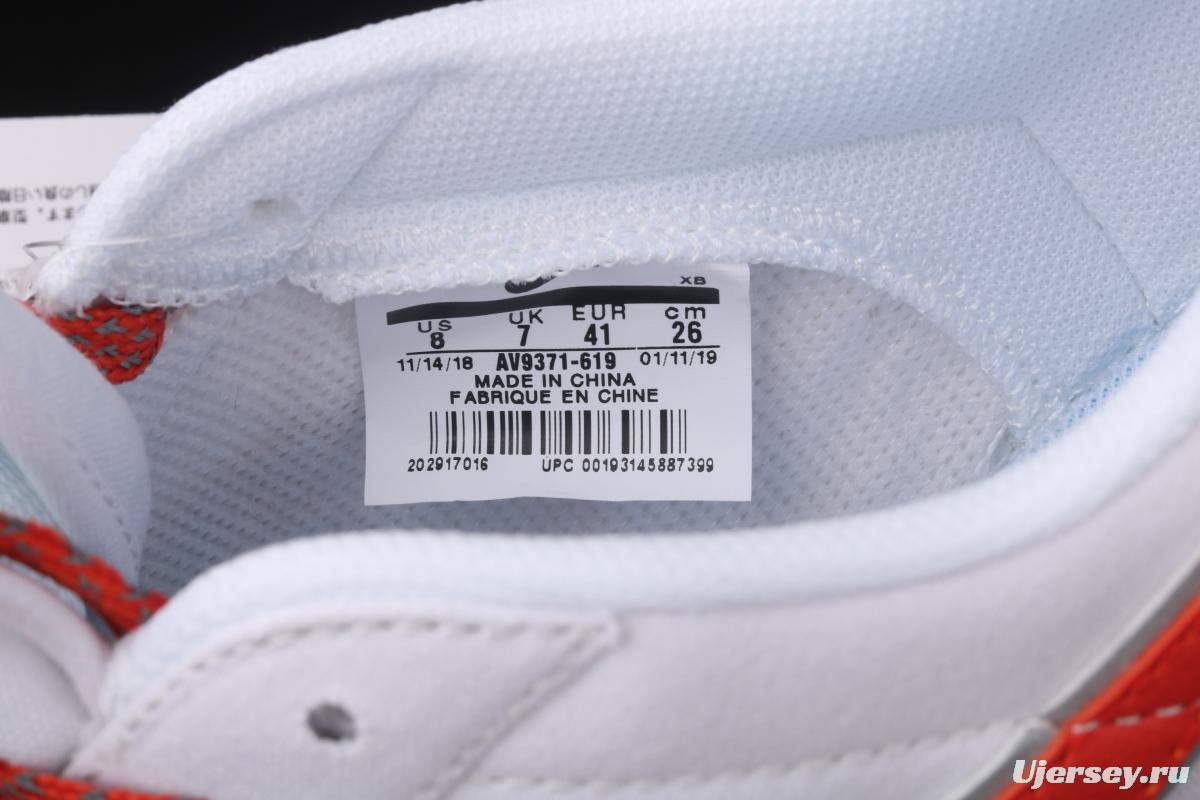 XB
US UK EUR cm
8 7 41 26
11/14/18 AV9371-619 01/11/19
MADE IN CHINA
FABRIQUE EN CHINE
202917016 UPC 00193145887399
Ujersey.ru